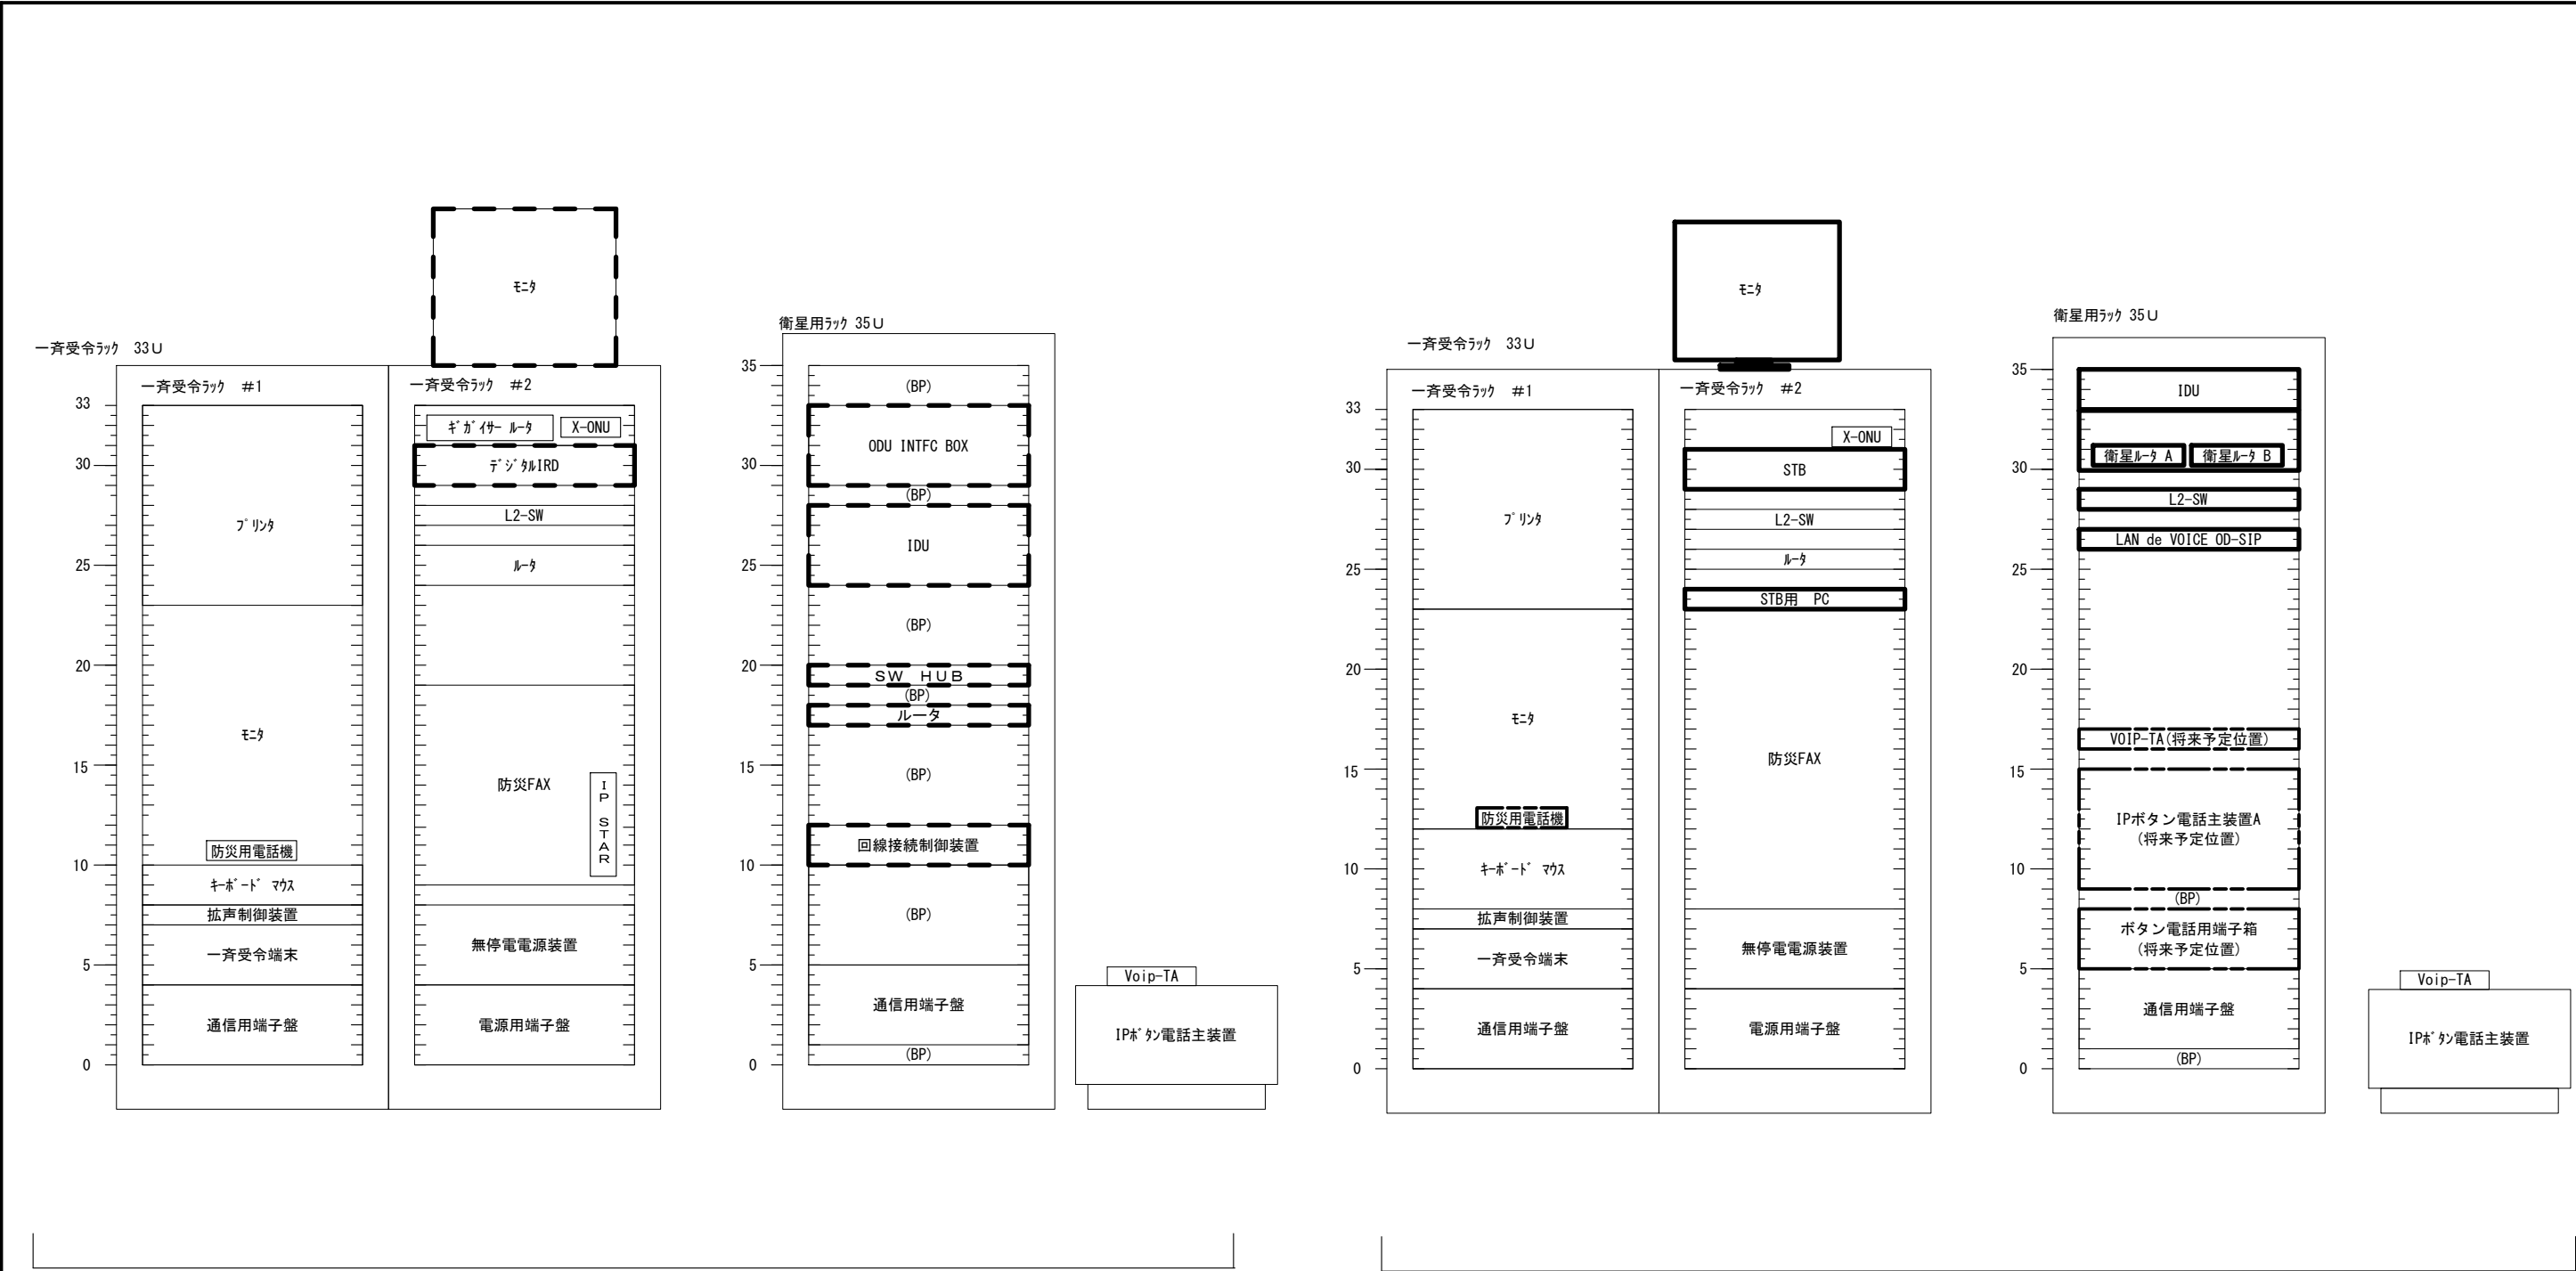 一斉受令ﾗｯｸ 33U
一斉受令ﾗｯｸ #1
一斉受令ﾗｯｸ #2
ﾓﾆﾀ
33
30
25
20
15
10
5
0
ﾌﾟﾘﾝﾀ
ﾓﾆﾀ
防災用電話機
ｷｰﾎﾞｰﾄﾞ ﾏｳｽ
拡声制御装置
一斉受令端末
通信用端子盤
ｷﾞｶﾞｲｻｰ ﾙｰﾀ
X-ONU
ﾃﾞｼﾞﾀﾙIRD
L2-SW
ﾙｰﾀ
防災FAX
IP STAR
無停電電源装置
電源用端子盤
衛星用ﾗｯｸ 35U
35
30
25
20
15
10
5
0
(BP)
ODU INTFC BOX
(BP)
IDU
(BP)
SW HUB
(BP)
ルータ
(BP)
回線接続制御装置
(BP)
通信用端子盤
(BP)
Voip-TA
IPﾎﾞﾀﾝ電話主装置
一斉受令ﾗｯｸ 33U
一斉受令ﾗｯｸ #1
一斉受令ﾗｯｸ #2
ﾓﾆﾀ
33
30
25
20
15
10
5
0
ﾌﾟﾘﾝﾀ
ﾓﾆﾀ
防災用電話機
ｷｰﾎﾞｰﾄﾞ ﾏｳｽ
拡声制御装置
一斉受令端末
通信用端子盤
X-ONU
STB
L2-SW
ﾙｰﾀ
STB用 PC
防災FAX
無停電電源装置
電源用端子盤
衛星用ﾗｯｸ 35U
35
30
25
20
15
10
5
0
IDU
衛星ﾙｰﾀ A
衛星ﾙｰﾀ B
L2-SW
LAN de VOICE OD-SIP
VOIP-TA(将来予定位置)
IPボタン電話主装置A
(将来予定位置)
(BP)
ボタン電話用端子箱
(将来予定位置)
通信用端子盤
(BP)
Voip-TA
IPﾎﾞﾀﾝ電話主装置